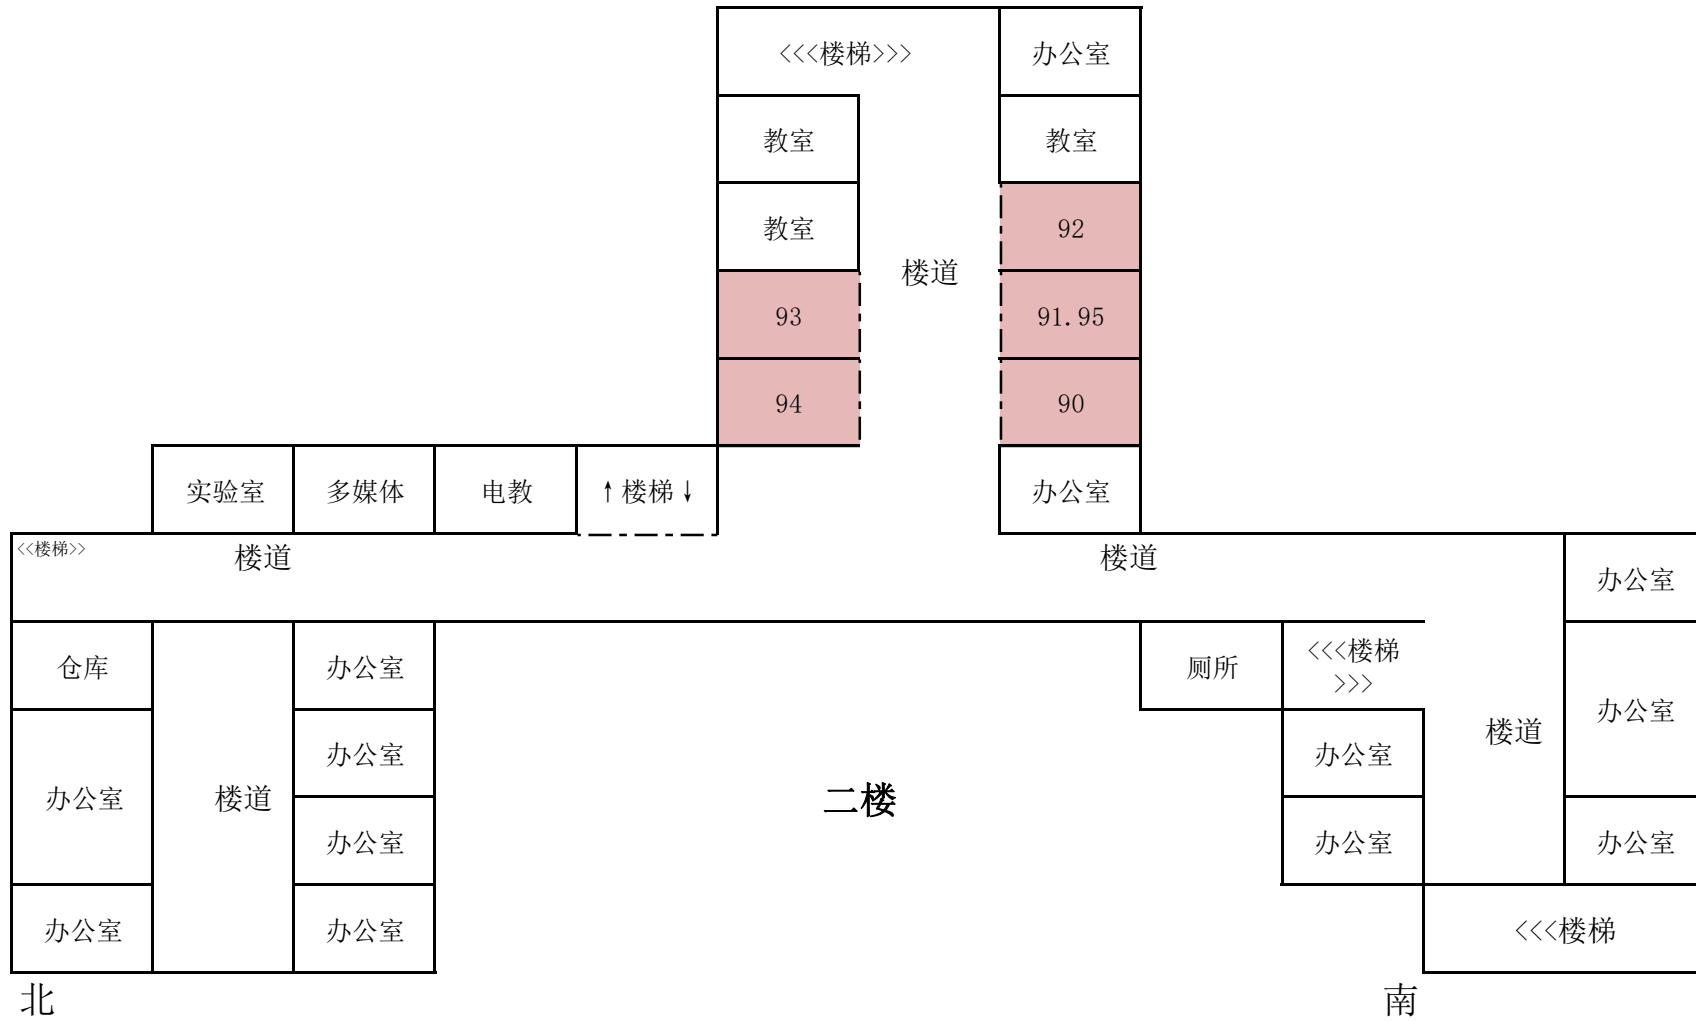 <<<楼梯>>>
办公室
教室
教室
教室
92
楼道
93
91.95
94
90
实验室
多媒体
电教
↑楼梯↓
办公室
<<楼梯>>
楼道
楼道
办公室
仓库
办公室
厕所
<<<楼梯
>>>
办公室
楼道
办公室
办公室
办公室
楼道
二楼
办公室
办公室
办公室
办公室
办公室
办公室
<<<楼梯
北
南